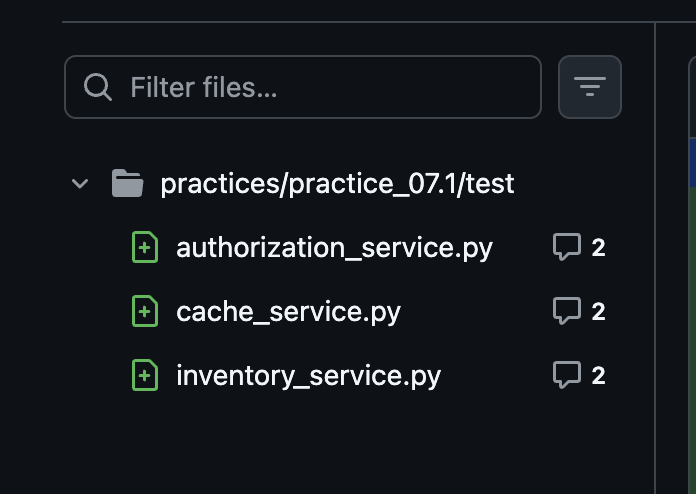 Filter files...
practices/practice_07.1/test
authorization_service.py 2
cache_service.py 2
inventory_service.py 2